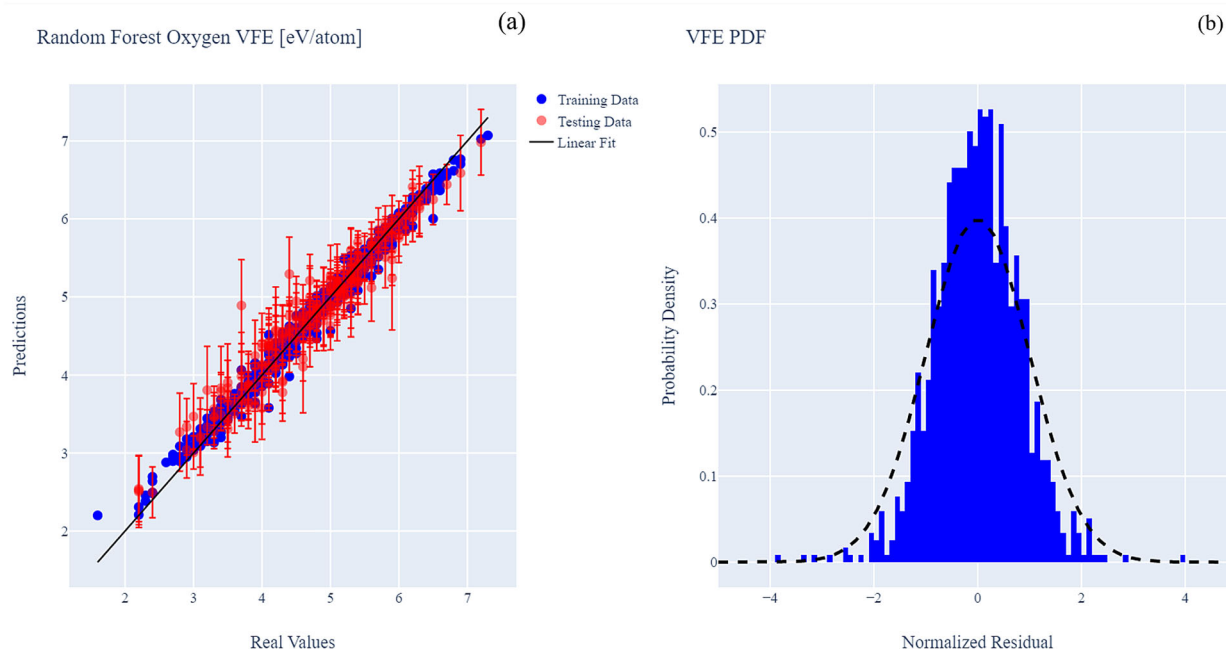 (a)
Random Forest Oxygen VFE [eV/atom]
Training Data
Testing Data
Linear Fit
7
6
5
4
3
2
Predictions
2 3 4 5 6 7
Real Values
(b)
VFE PDF
0.5
0.4
0.3
0.2
0.1
0
Probability Density
−4 −2 0 2 4
Normalized Residual